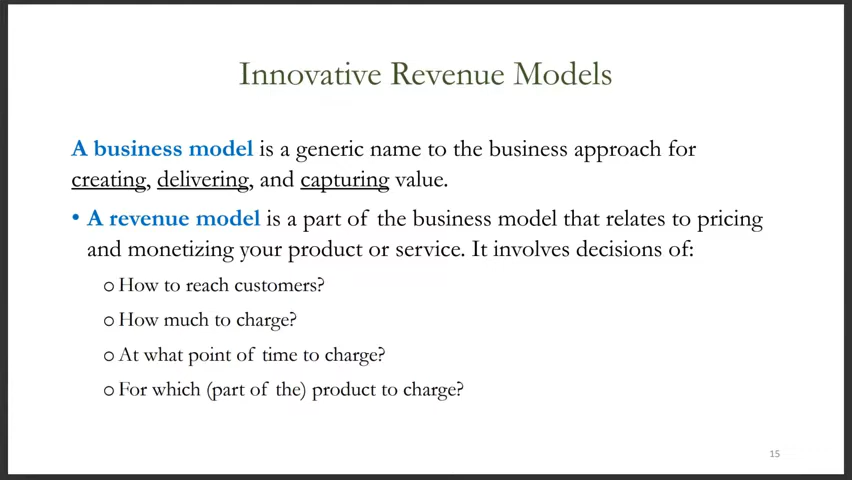 Innovative Revenue Models
A business model is a generic name to the business approach for
creating, delivering, and capturing value.
• A revenue model is a part of the business model that relates to pricing
and monetizing your product or service. It involves decisions of:
o How to reach customers?
o How much to charge?
o At what point of time to charge?
o For which (part of the) product to charge?
15